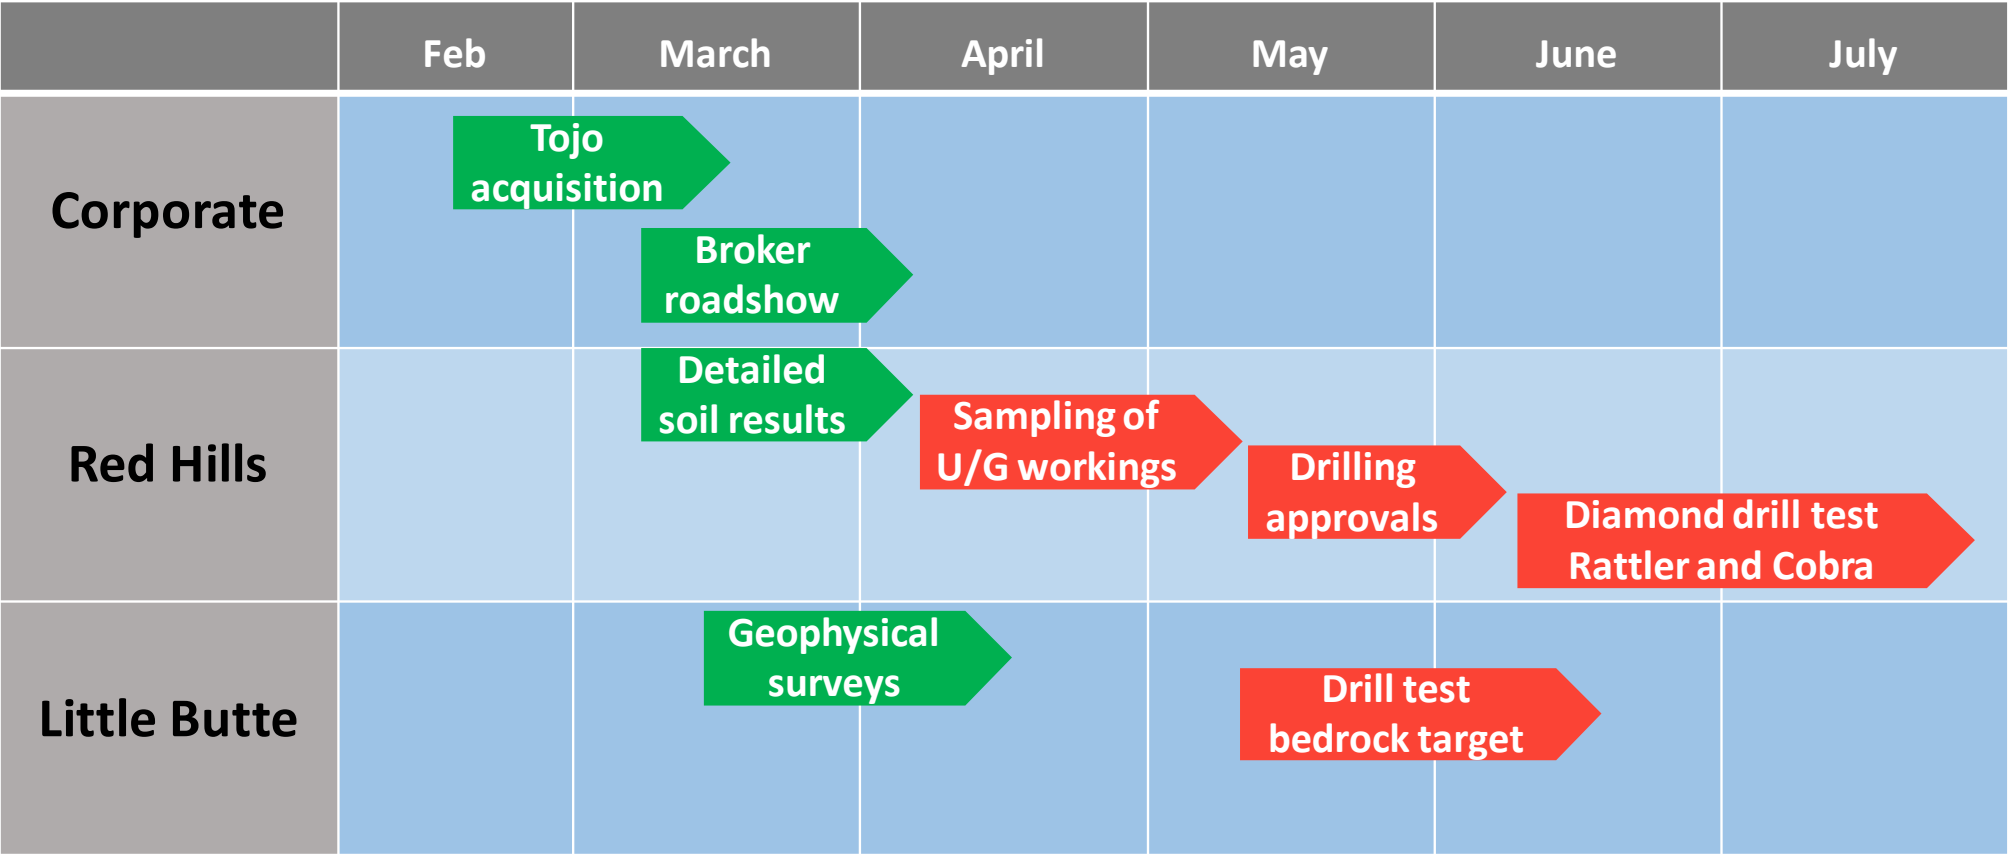 Feb March April May June July
Corporate
Tojo
acquisition
Broker
roadshow
Red Hills
Detailed
soil results
Sampling of
U/G workings
Drilling
approvals
Diamond drill test
Rattler and Cobra
Little Butte
Geophysical
surveys
Drill test
bedrock target